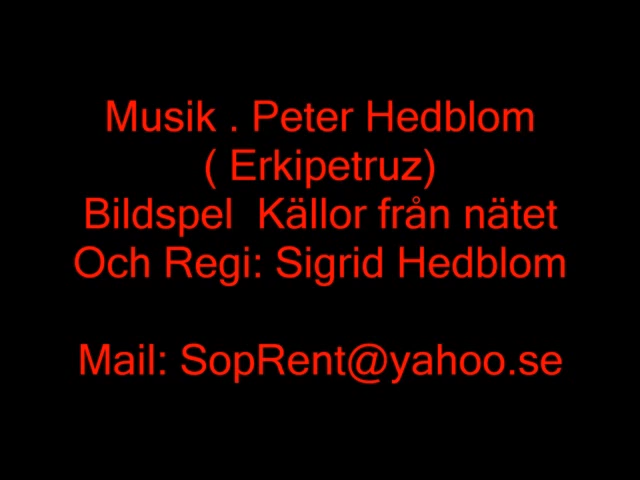 Musik . Peter Hedblom
( Erkipetruz)
Bildspel  Källor från nätet
Och Regi: Sigrid Hedblom
Mail: SopRent@yahoo.se